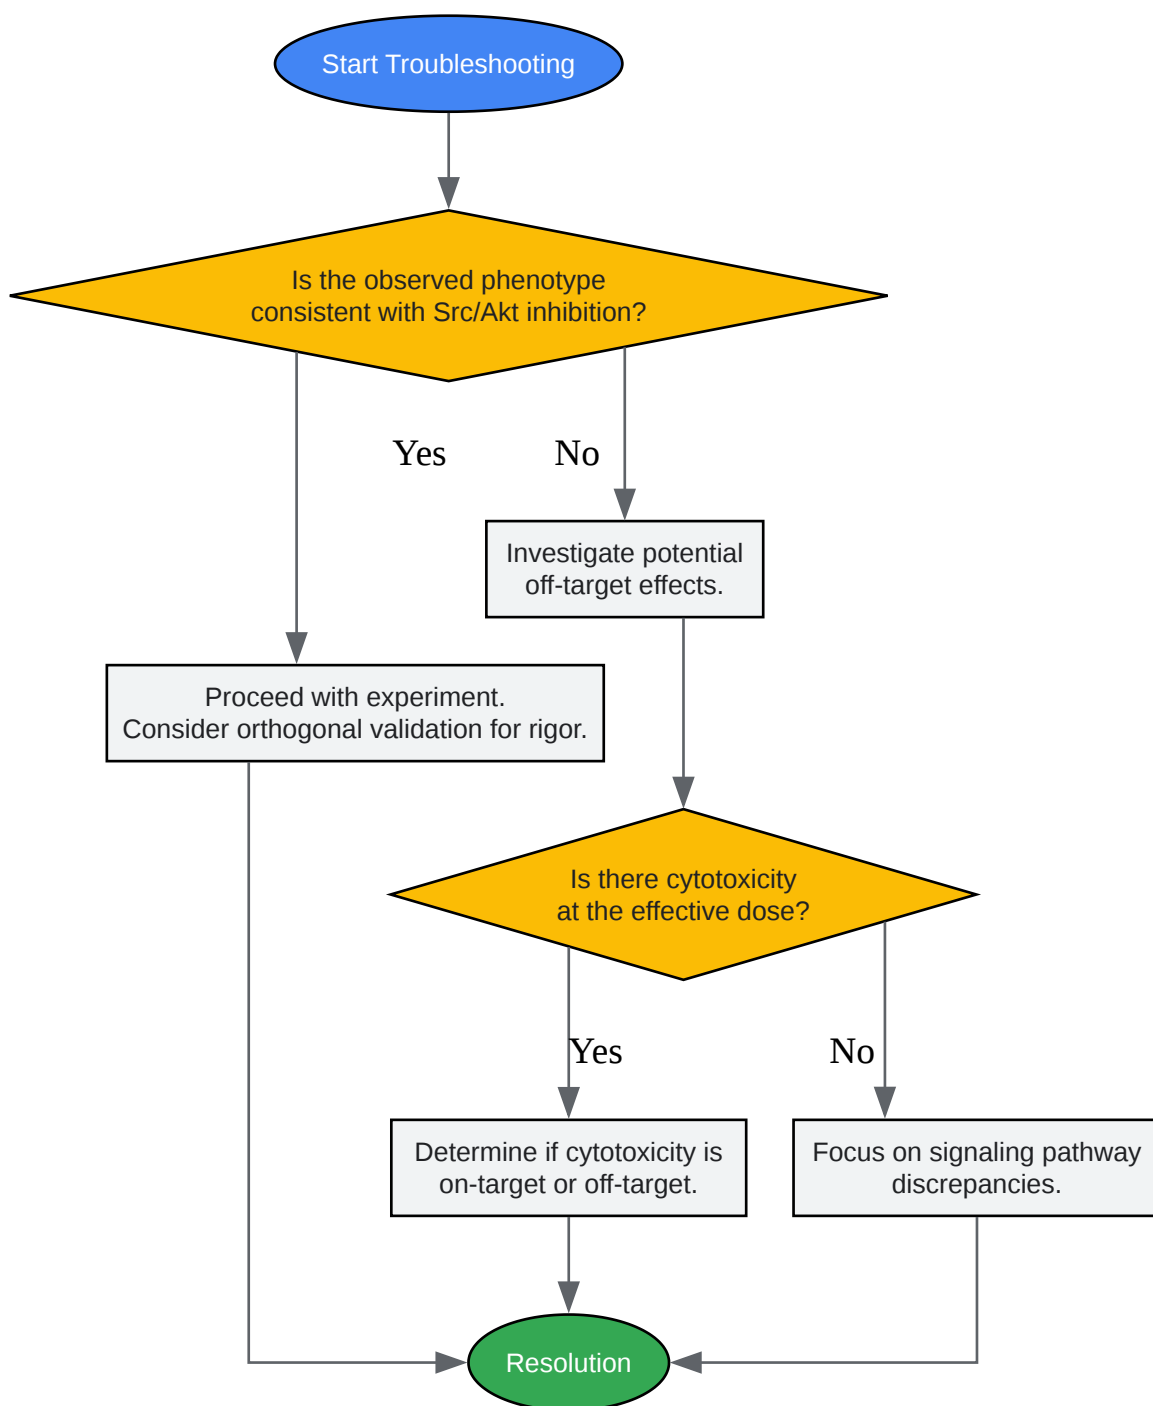 Start Troubleshooting
Is the observed phenotype
consistent with Src/Akt inhibition?
Yes
No
Investigate potential
off-target effects.
Proceed with experiment.
Consider orthogonal validation for rigor.
Is there cytotoxicity
at the effective dose?
Yes
No
Determine if cytotoxicity is
on-target or off-target.
Focus on signaling pathway
discrepancies.
Resolution